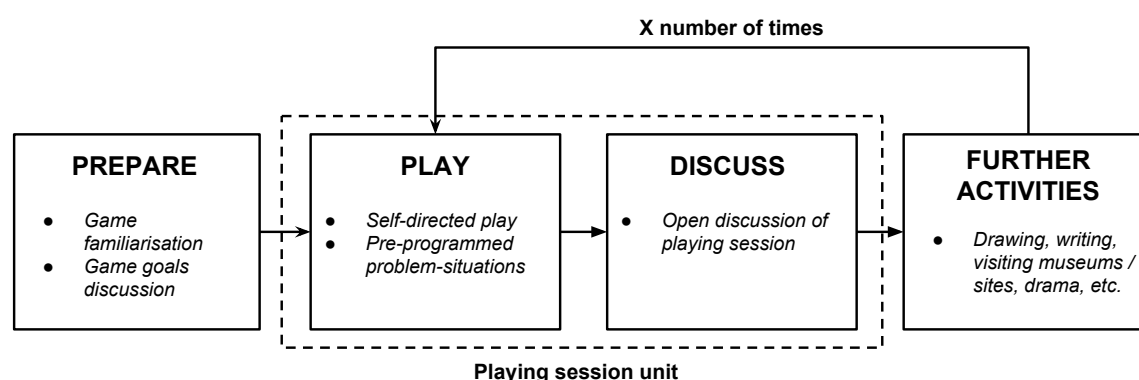 X number of times
PREPARE
● Game
familiarisation
● Game goals
discussion
PLAY
● Self-directed play
● Pre-programmed
problem-situations
DISCUSS
● Open discussion of
playing session
FURTHER
ACTIVITIES
● Drawing, writing,
visiting museums /
sites, drama, etc.
Playing session unit